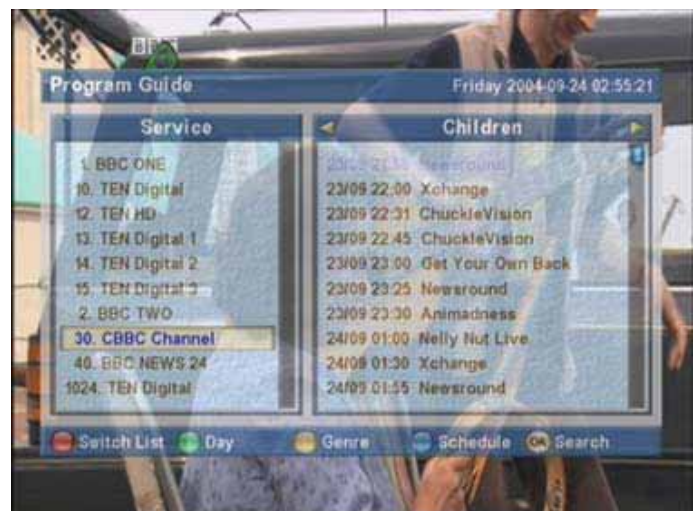 BBC
Program Guide
Friday 2004-09-24 02:55:21
Service
1. BBC ONE
10. TEN Digital
12. TEN HD
13. TEN Digital 1
14. TEN Digital 2
15. TEN Digital 3
2. BBC TWO
30. CBBC Channel
40. BBC NEWS 24
1024. TEN Digital
Children
Newsround
23/09 22:00 Xchange
23/09 22:31 ChuckleVision
23/09 22:45 ChuckleVision
23/09 23:00 Get Your Own Back
23/09 23:25 Newsround
23/09 23:30 Animadness
24/09 01:00 Nelly Nut Live
24/09 01:30 Xchange
24/09 01:55 Newsround
Switch List Day Genre Schedule OK Search